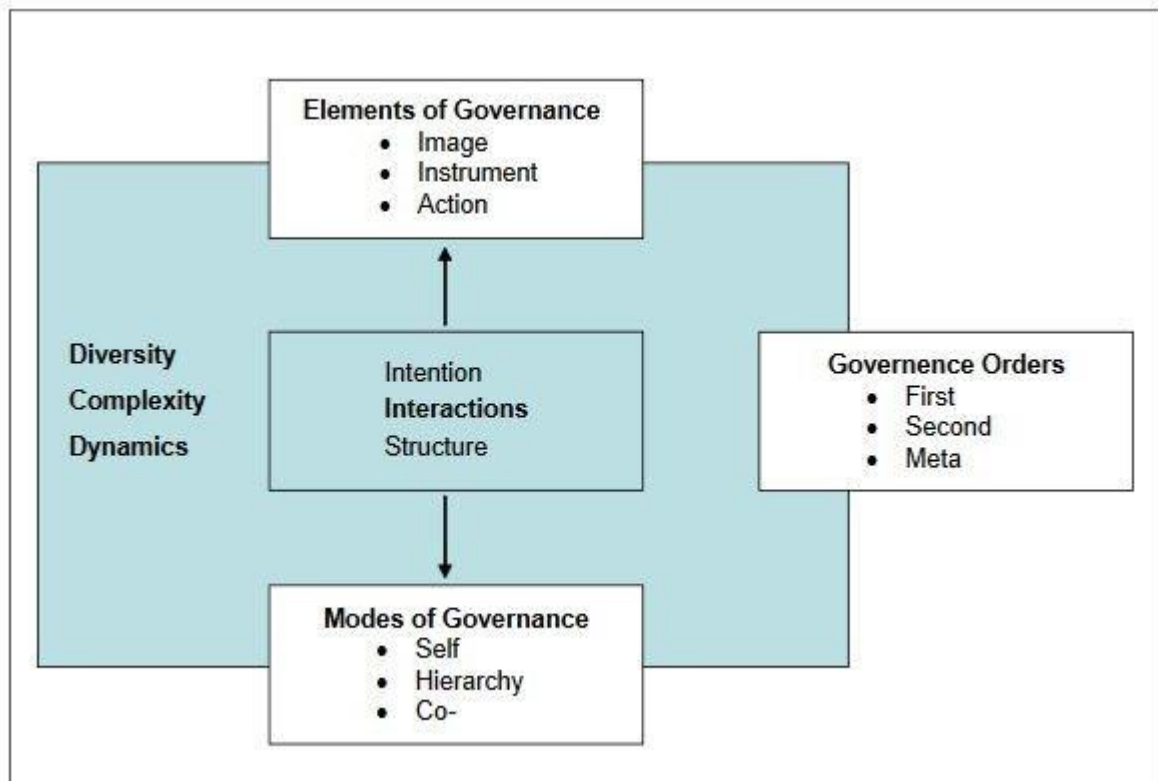 Elements of Governance
• Image
• Instrument
• Action
Diversity
Complexity
Dynamics
Intention
Interactions
Structure
Governence Orders
• First
• Second
• Meta
Modes of Governance
• Self
• Hierarchy
• Co-